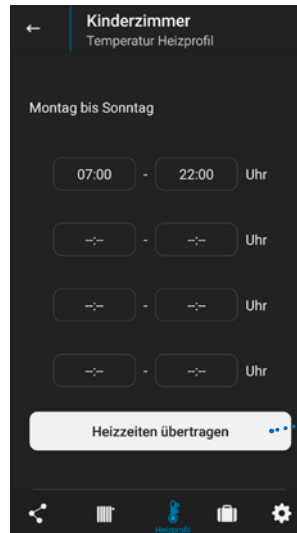 Kinderzimmer
Temperatur Heizprofil
Montag bis Sonntag
07:00 - 22:00 Uhr
--:-- - --:-- Uhr
--:-- - --:-- Uhr
--:-- - --:-- Uhr
Heizzeiten übertragen
Heizprofil